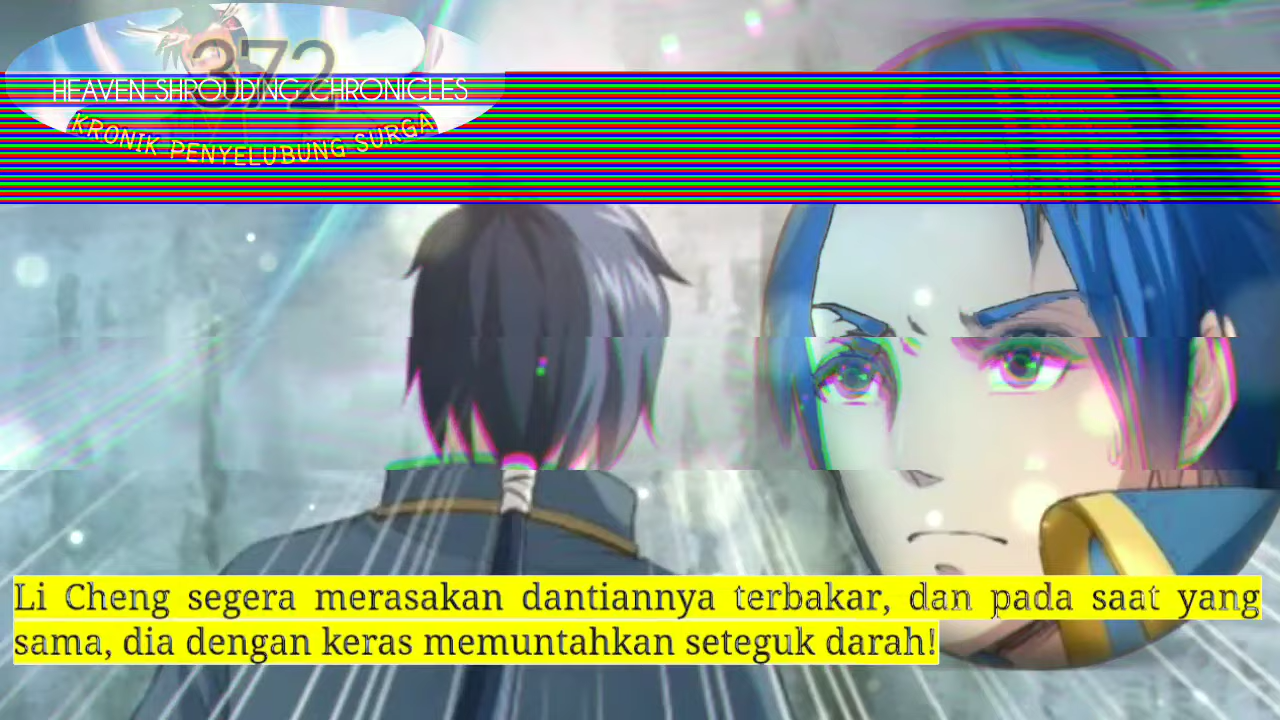 372
HEAVEN SHROUDING CHRONICLES
KRONIK PENYELUBUNG SURGA
Li Cheng segera merasakan dantiannya terbakar, dan pada saat yang
sama, dia dengan keras memuntahkan seteguk darah!